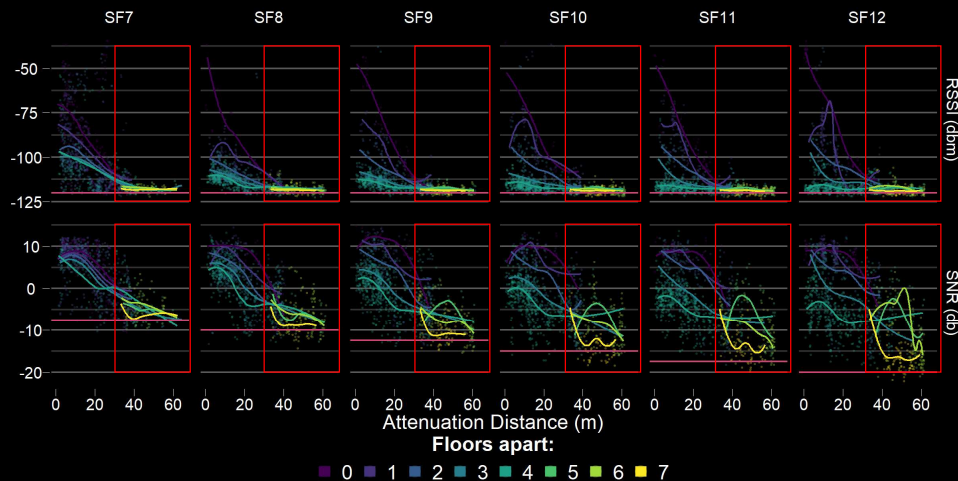 SF7 SF8 SF9 SF10 SF11 SF12
-50
-75
-100
-125
RSSI (dbm)
10
0
-10
-20
SNR (db)
0 20 40 60 0 20 40 60 0 20 40 60 0 20 40 60 0 20 40 60 0 20 40 60
Attenuation Distance (m)
Floors apart:
0 1 2 3 4 5 6 7